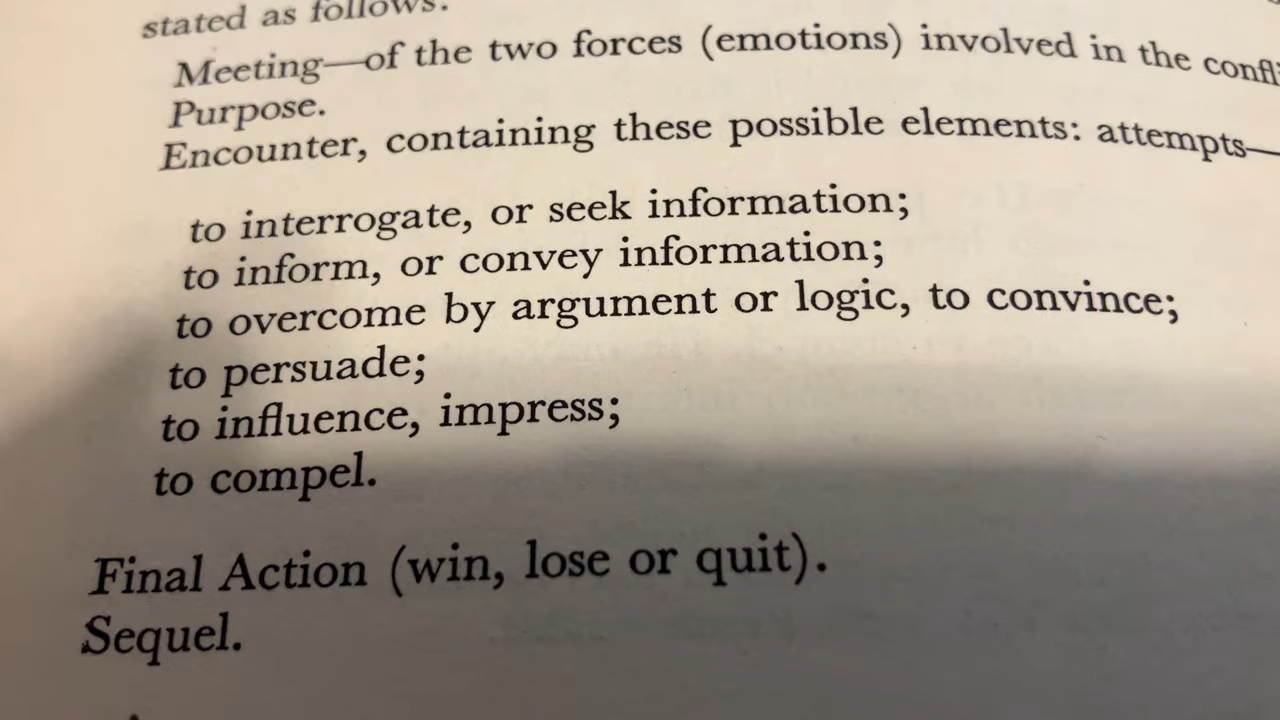 stated as follows.
Meeting—of the two forces (emotions) involved in the
Purpose.
Encounter, containing these possible elements: attempts—
to interrogate, or seek information;
to inform, or convey information;
to overcome by argument or logic, to convince;
to persuade;
to influence, impress;
to compel.
Final Action (win, lose or quit).
Sequel.